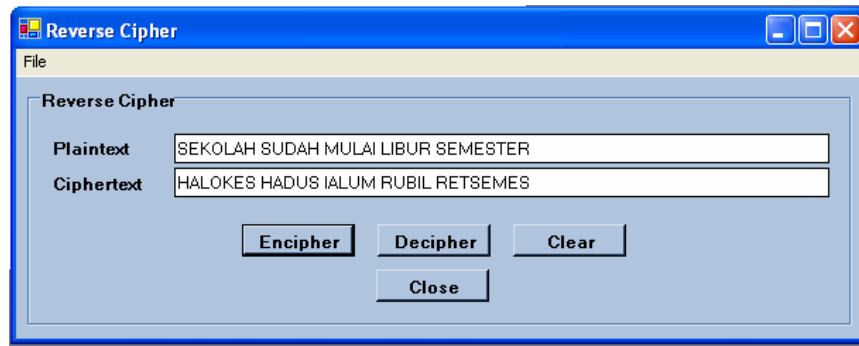 Reverse Cipher
File
Reverse Cipher
Plaintext SEKOLAH SUDAH MULAI LIBUR SEMESTER
Ciphertext HALOKES HADUS IALUM RUBIL RETSEMES
Encipher Decipher Clear
Close